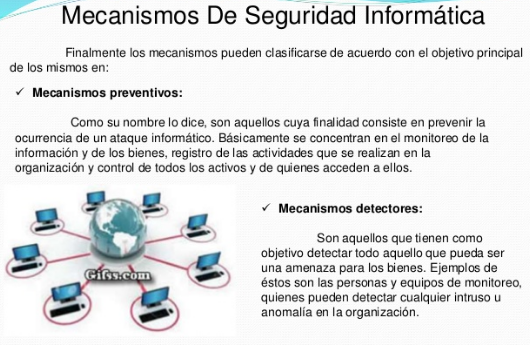 Mecanismos De Seguridad Informática
Finalmente los mecanismos pueden clasificarse de acuerdo con el objetivo principal
de los mismos en:
✓ Mecanismos preventivos:
Como su nombre lo dice, son aquellos cuya finalidad consiste en prevenir la
ocurrencia de un ataque informático. Básicamente se concentran en el monitoreo de la
información y de los bienes, registro de las actividades que se realizan en la
organización y control de todos los activos y de quienes acceden a ellos.
Gifss.com
✓ Mecanismos detectores:
Son aquellos que tienen como
objetivo detectar todo aquello que pueda ser
una amenaza para los bienes. Ejemplos de
éstos son las personas y equipos de monitoreo,
quienes pueden detectar cualquier intruso u
anomalía en la organización.